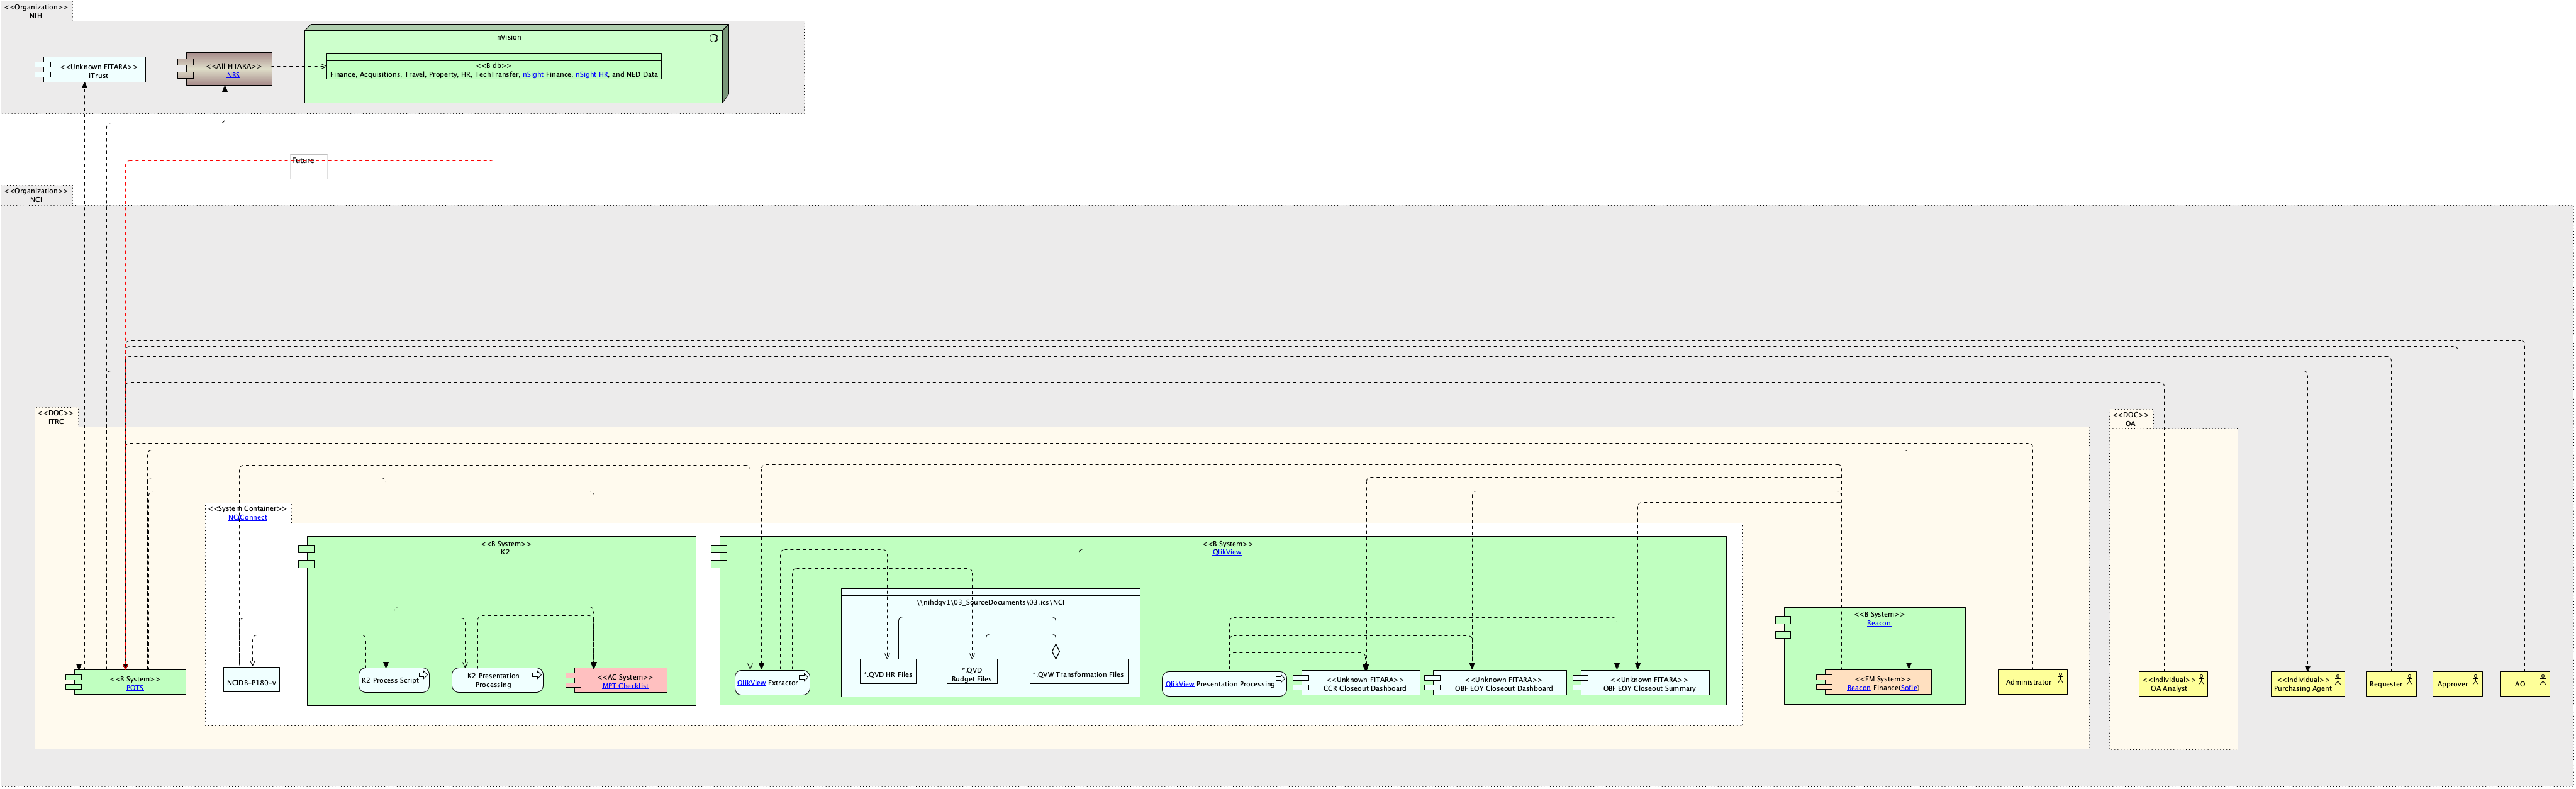 <<Organization>>
NIH
nVision
<<Unknown FITARA>>
iTrust
<<All FITARA>>
NBS
<<B db>>
Finance, Acquisitions, Travel, Property, HR, TechTransfer, nSight Finance, nSight HR, and NED Data
Future
<<Organization>>
NCI
<<DOC>>
ITRC
<<DOC>>
OA
<<System Container>>
NCIConnect
<<B System>>
K2
<<B System>>
QlikView
\\nihdqv1\03_SourceDocuments\03.ics\NCI
<<B System>>
Beacon
<<B System>>
POTS
NCIDB-P180-v
K2 Process Script
K2 Presentation
Processing
<<AC System>>
MPT Checklist
QlikView Extractor
*.QVD HR Files
*.QVD
Budget Files
*.QVW Transformation Files
QlikView Presentation Processing
<<Unknown FITARA>>
CCR Closeout Dashboard
<<Unknown FITARA>>
OBF EOY Closeout Dashboard
<<Unknown FITARA>>
OBF EOY Closeout Summary
<<FM System>>
Beacon Finance(Sofie)
Administrator
<<Individual>>
OA Analyst
<<Individual>>
Purchasing Agent
Requester
Approver
AO